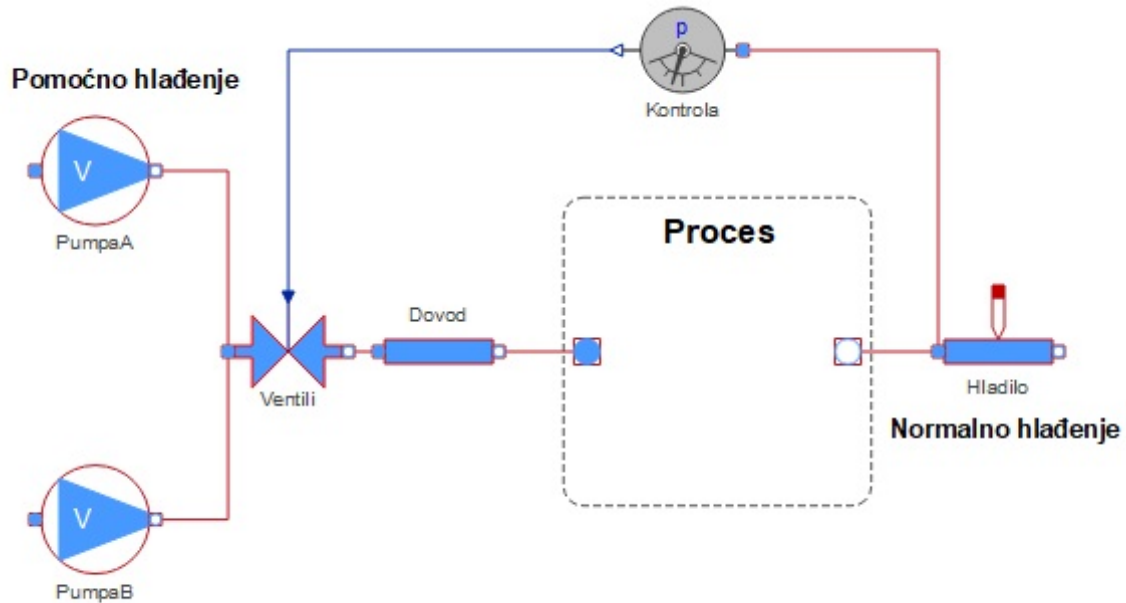 p
Kontrola
Pomoćno hlađenje
V
PumpaA
Proces
Dovod
Ventili
Hladilo
Normalno hlađenje
V
PumpaB